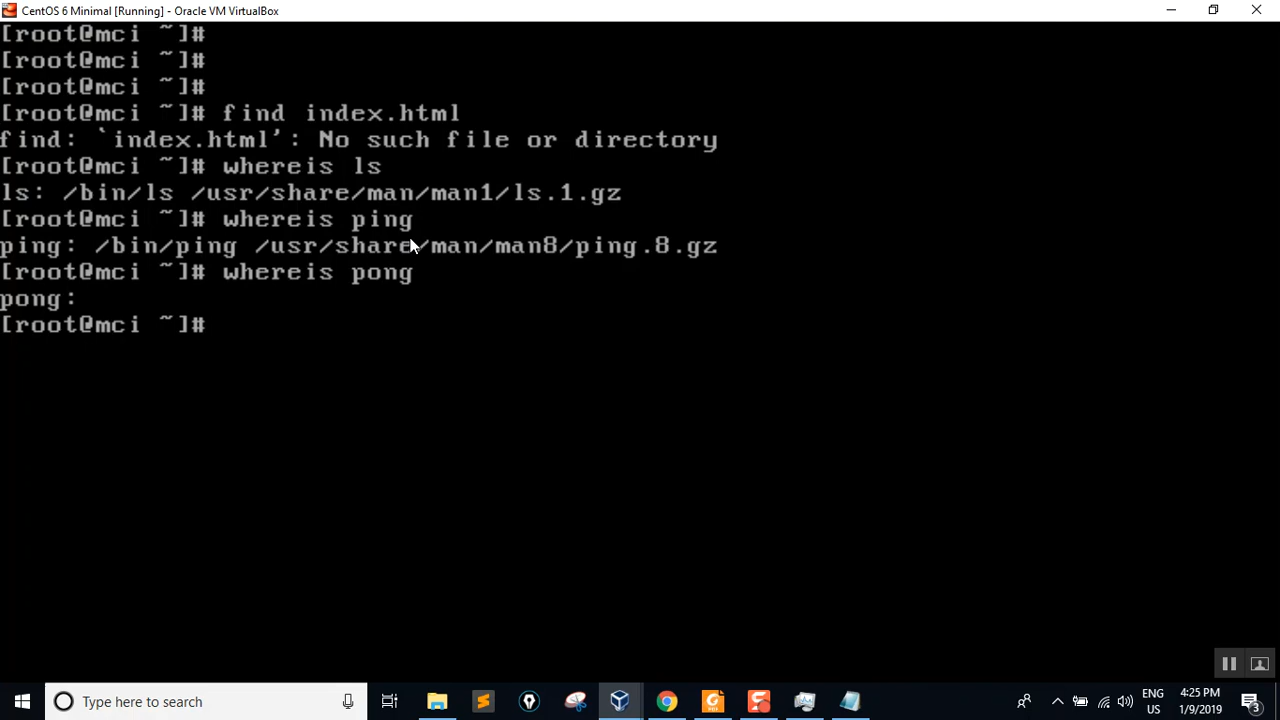 CentOS 6 Minimal [Running] - Oracle VM VirtualBox
[root@mci ~]#
[root@mci ~]#
[root@mci ~]#
[root@mci ~]# find index.html
find: `index.html': No such file or directory
[root@mci ~]# whereis ls
ls: /bin/ls /usr/share/man/man1/ls.1.gz
[root@mci ~]# whereis ping
ping: /bin/ping /usr/share/man/man8/ping.8.gz
[root@mci ~]# whereis pong
pong:
[root@mci ~]#
Type here to search
ENG
US
4:25 PM
1/9/2019
3